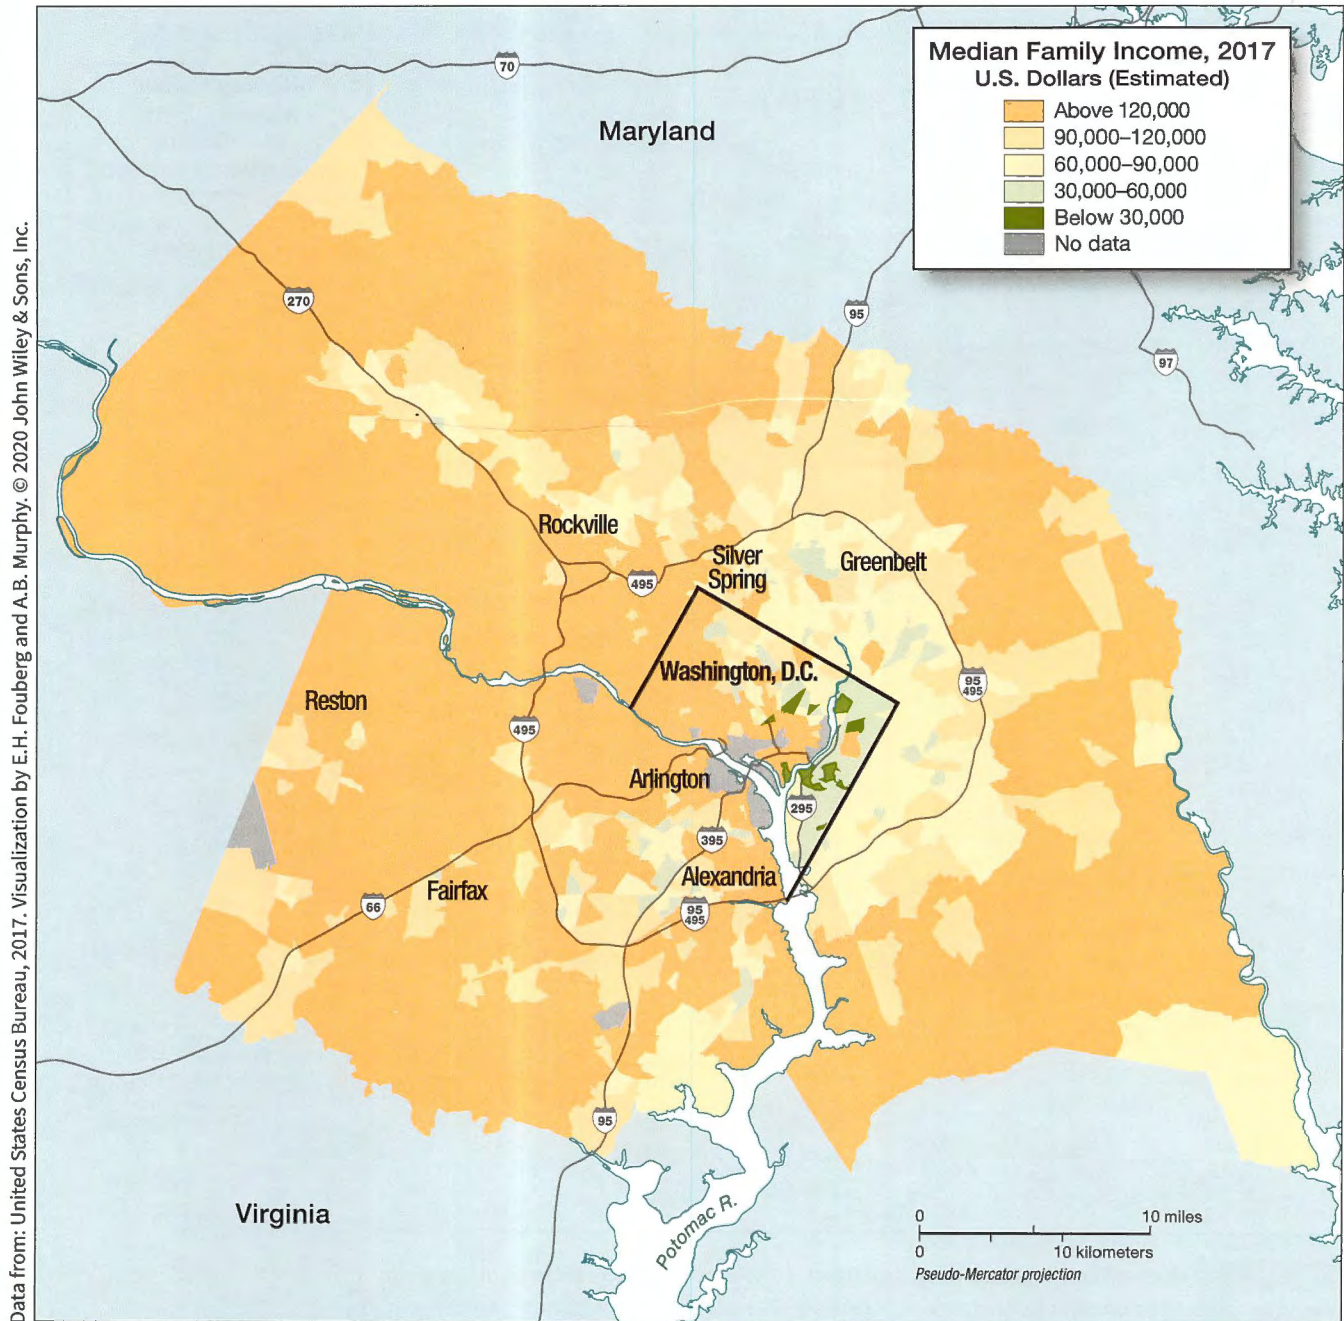 Median Family Income, 2017
U.S. Dollars (Estimated)
Above 120,000
90,000–120,000
60,000–90,000
30,000–60,000
Below 30,000
No data
70
Maryland
270
95
97
Rockville
Silver
Spring
Greenbelt
495
Washington, D.C.
95
495
Reston
495
Arlington
295
395
Alexandria
Fairfax
66
95
495
95
Virginia
Potomac R.
0 10 miles
0 10 kilometers
Pseudo-Mercator projection
Data from: United States Census Bureau, 2017. Visualization by E.H. Fouberg and A.B. Murphy. © 2020 John Wiley & Sons, Inc.